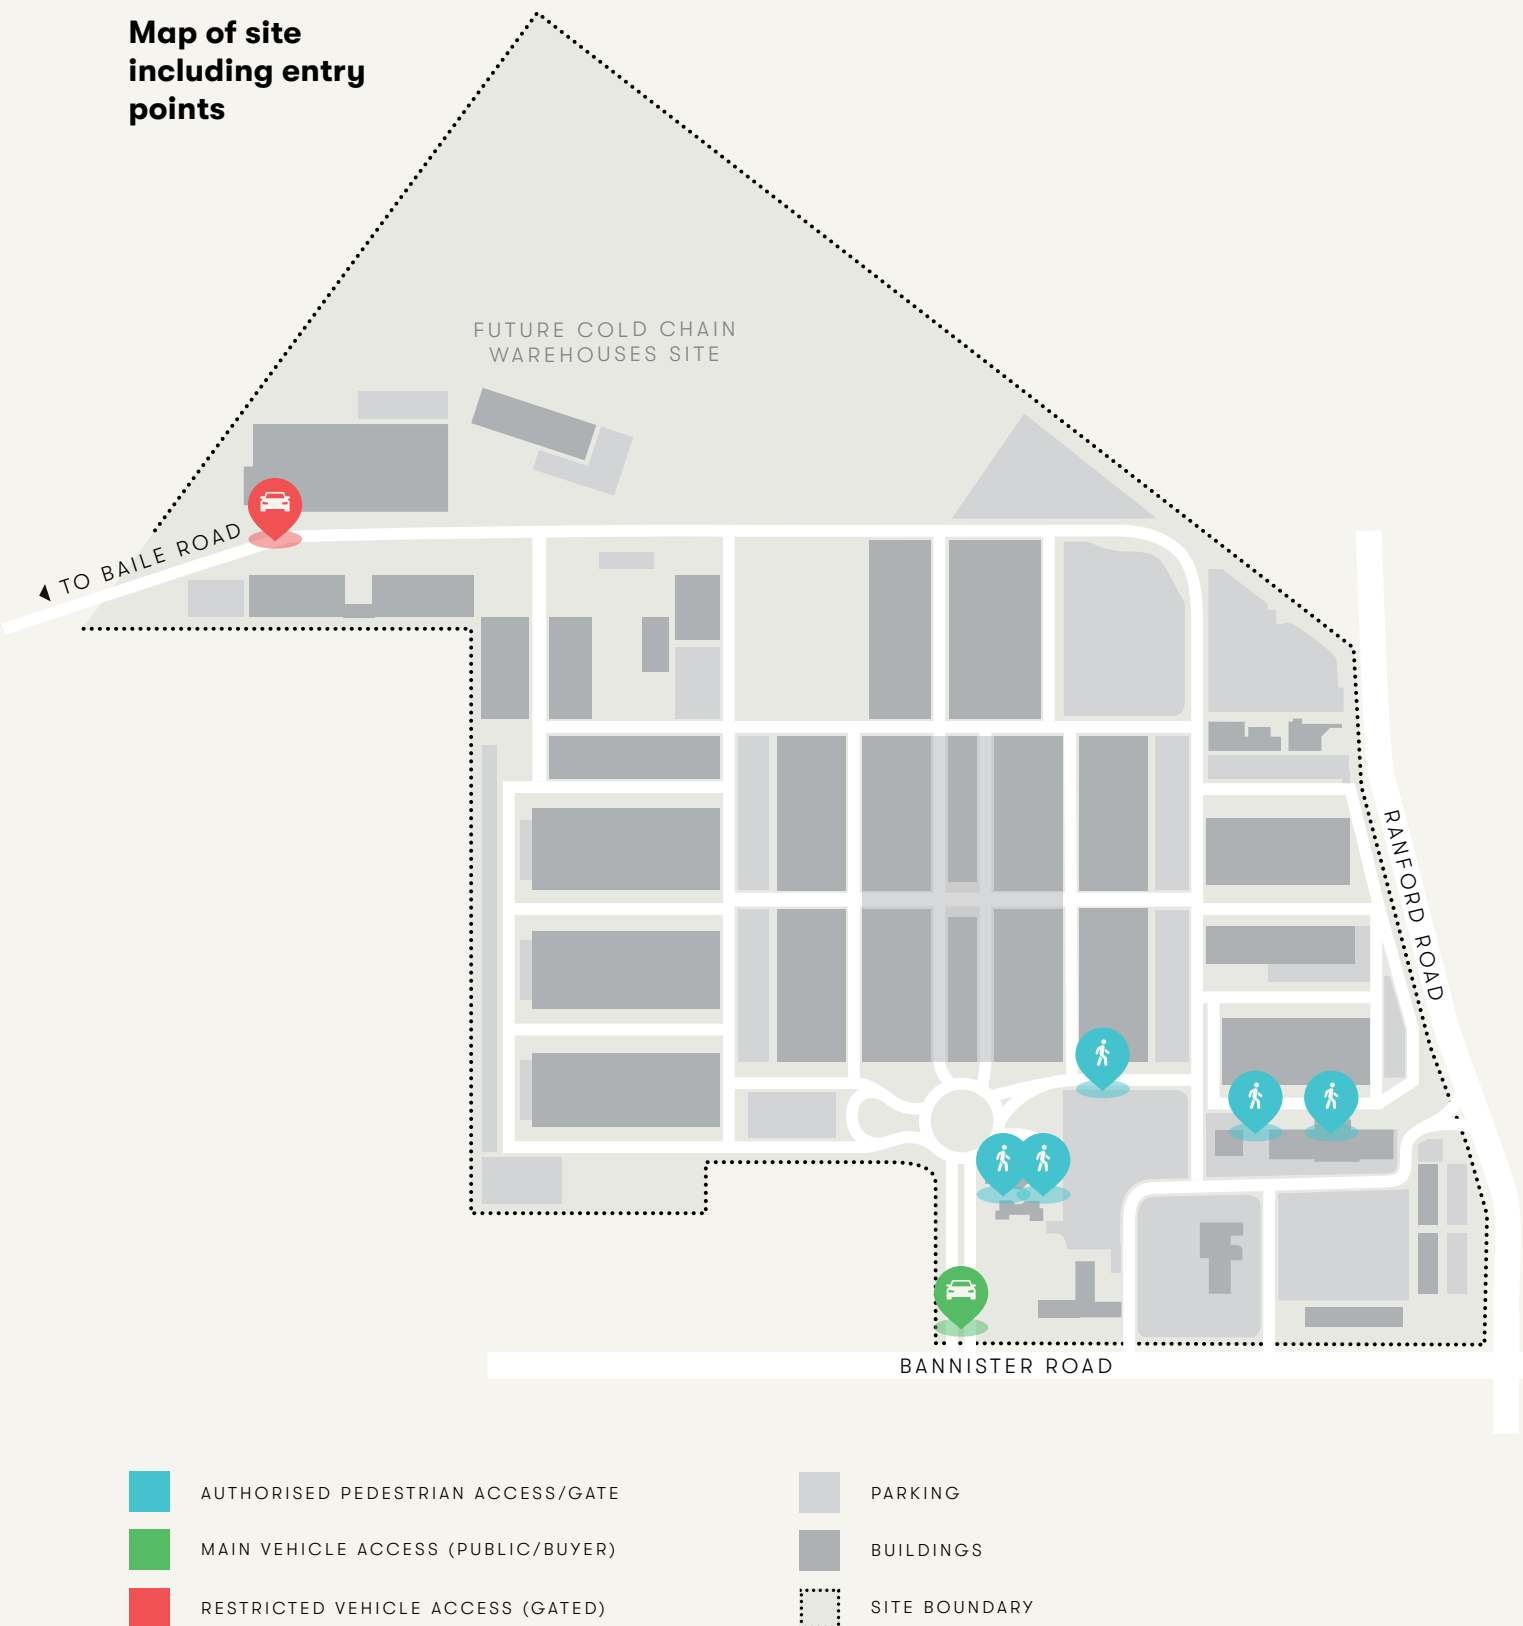 Map of site
including entry
points
FUTURE COLD CHAIN
WAREHOUSES SITE
TO BAILE ROAD
RANFORD ROAD
BANNISTER ROAD
AUTHORISED PEDESTRIAN ACCESS/GATE
MAIN VEHICLE ACCESS (PUBLIC/BUYER)
RESTRICTED VEHICLE ACCESS (GATED)
PARKING
BUILDINGS
SITE BOUNDARY